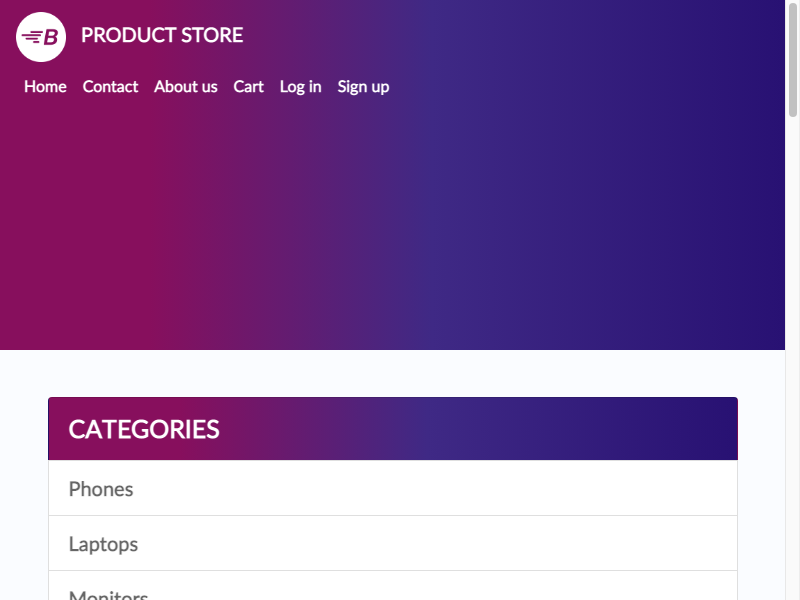 B PRODUCT STORE
Home Contact About us Cart Log in Sign up
CATEGORIES
Phones
Laptops
Monitors